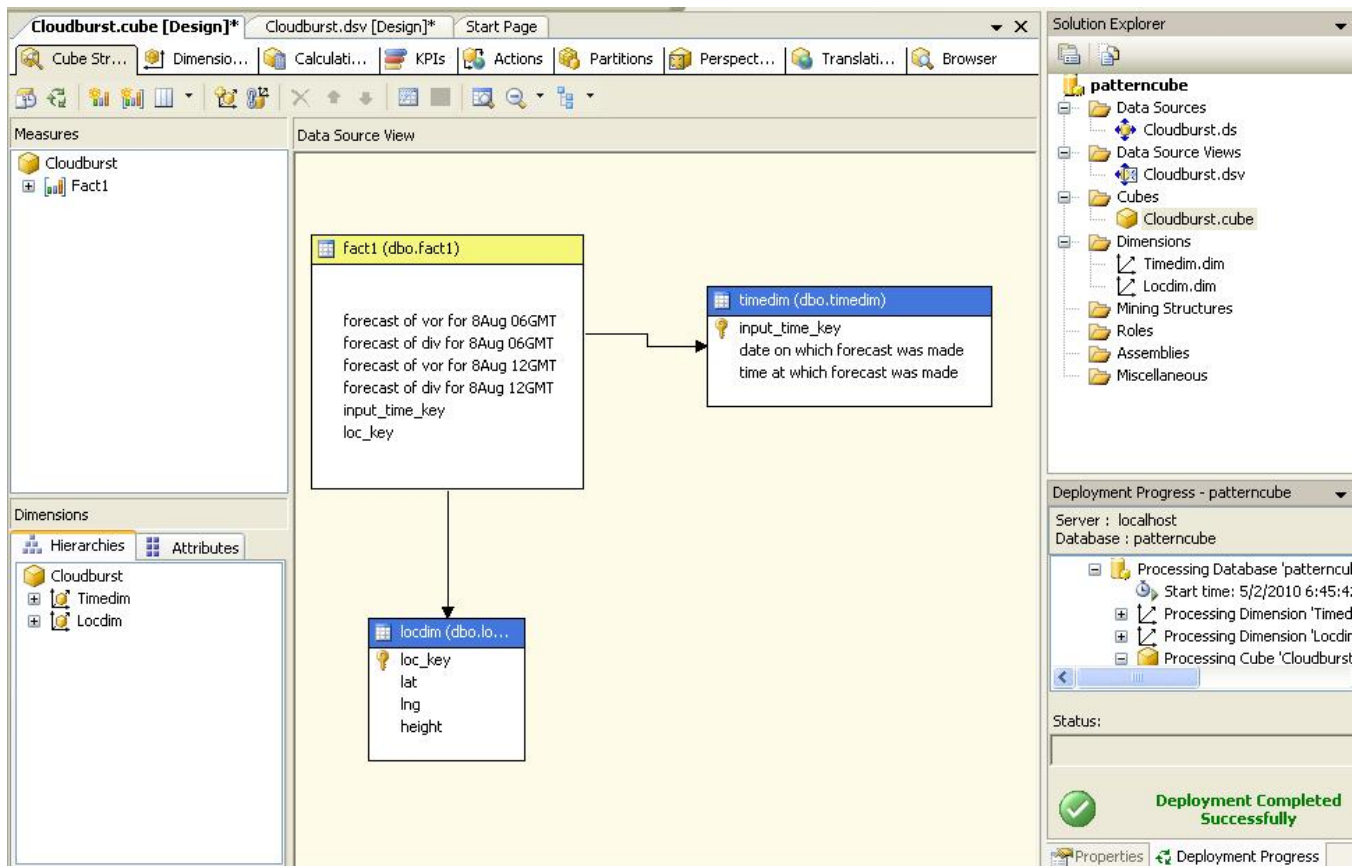 Cloudburst.cube [Design]* Cloudburst.dsv [Design]* Start Page
Cube Str... Dimensio... Calculati... KPIs Actions Partitions Perspect... Translati... Browser
Measures
Cloudburst
Fact1
Dimensions
Hierarchies Attributes
Cloudburst
Timedim
Locdim
Data Source View
fact1 (dbo.fact1)
forecast of vor for 8Aug 06GMT
forecast of div for 8Aug 06GMT
forecast of vor for 8Aug 12GMT
forecast of div for 8Aug 12GMT
input_time_key
loc_key
timedim (dbo.timedim)
input_time_key
date on which forecast was made
time at which forecast was made
locdim (dbo.lo...
loc_key
lat
lng
height
Solution Explorer
patterncube
Data Sources
Cloudburst.ds
Data Source Views
Cloudburst.dsv
Cubes
Cloudburst.cube
Dimensions
Timedim.dim
Locdim.dim
Mining Structures
Roles
Assemblies
Miscellaneous
Deployment Progress - patterncube
Server : localhost
Database : patterncube
Processing Database 'patterncul
Start time: 5/2/2010 6:45:42
Processing Dimension 'Timed
Processing Dimension 'Locdir
Processing Cube 'Cloudburst
Status:
Deployment Completed
Successfully
Properties Deployment Progress